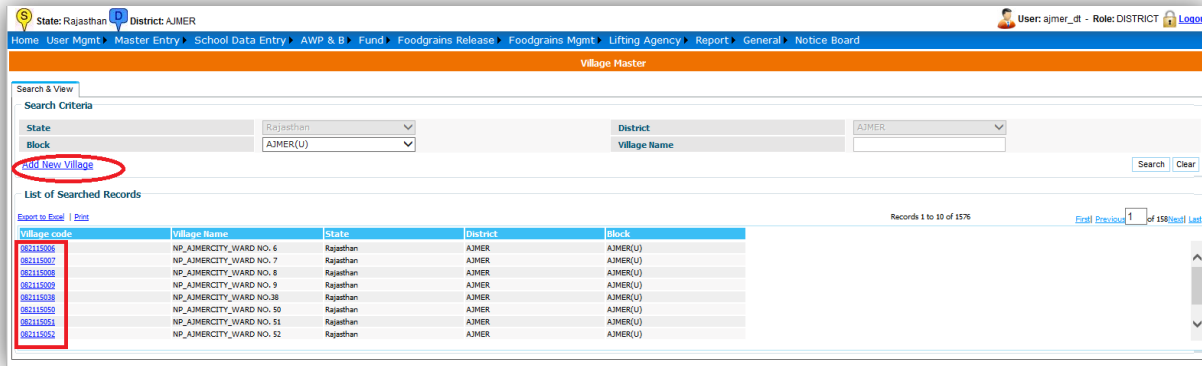 S State: Rajasthan D District: AJMER User: ajmer_dt - Role: DISTRICT Logou
Home User Mgmt Master Entry School Data Entry AWP & B Fund Foodgrains Release Foodgrains Mgmt Lifting Agency Report General Notice Board
Village Master
Search & View
Search Criteria
State Rajasthan District AJMER
Block AJMER(U) Village Name
Add New Village Search Clear
List of Searched Records
Export to Excel | Print Records 1 to 10 of 1576 First| Previous 1 of 158 Next| Last
Village code Village Name State District Block
082115006 NP_AJMERCITY_WARD NO. 6 Rajasthan AJMER AJMER(U)
082115007 NP_AJMERCITY_WARD NO. 7 Rajasthan AJMER AJMER(U)
082115008 NP_AJMERCITY_WARD NO. 8 Rajasthan AJMER AJMER(U)
082115009 NP_AJMERCITY_WARD NO. 9 Rajasthan AJMER AJMER(U)
082115038 NP_AJMERCITY_WARD NO.38 Rajasthan AJMER AJMER(U)
082115050 NP_AJMERCITY_WARD NO. 50 Rajasthan AJMER AJMER(U)
082115051 NP_AJMERCITY_WARD NO. 51 Rajasthan AJMER AJMER(U)
082115052 NP_AJMERCITY_WARD NO. 52 Rajasthan AJMER AJMER(U)